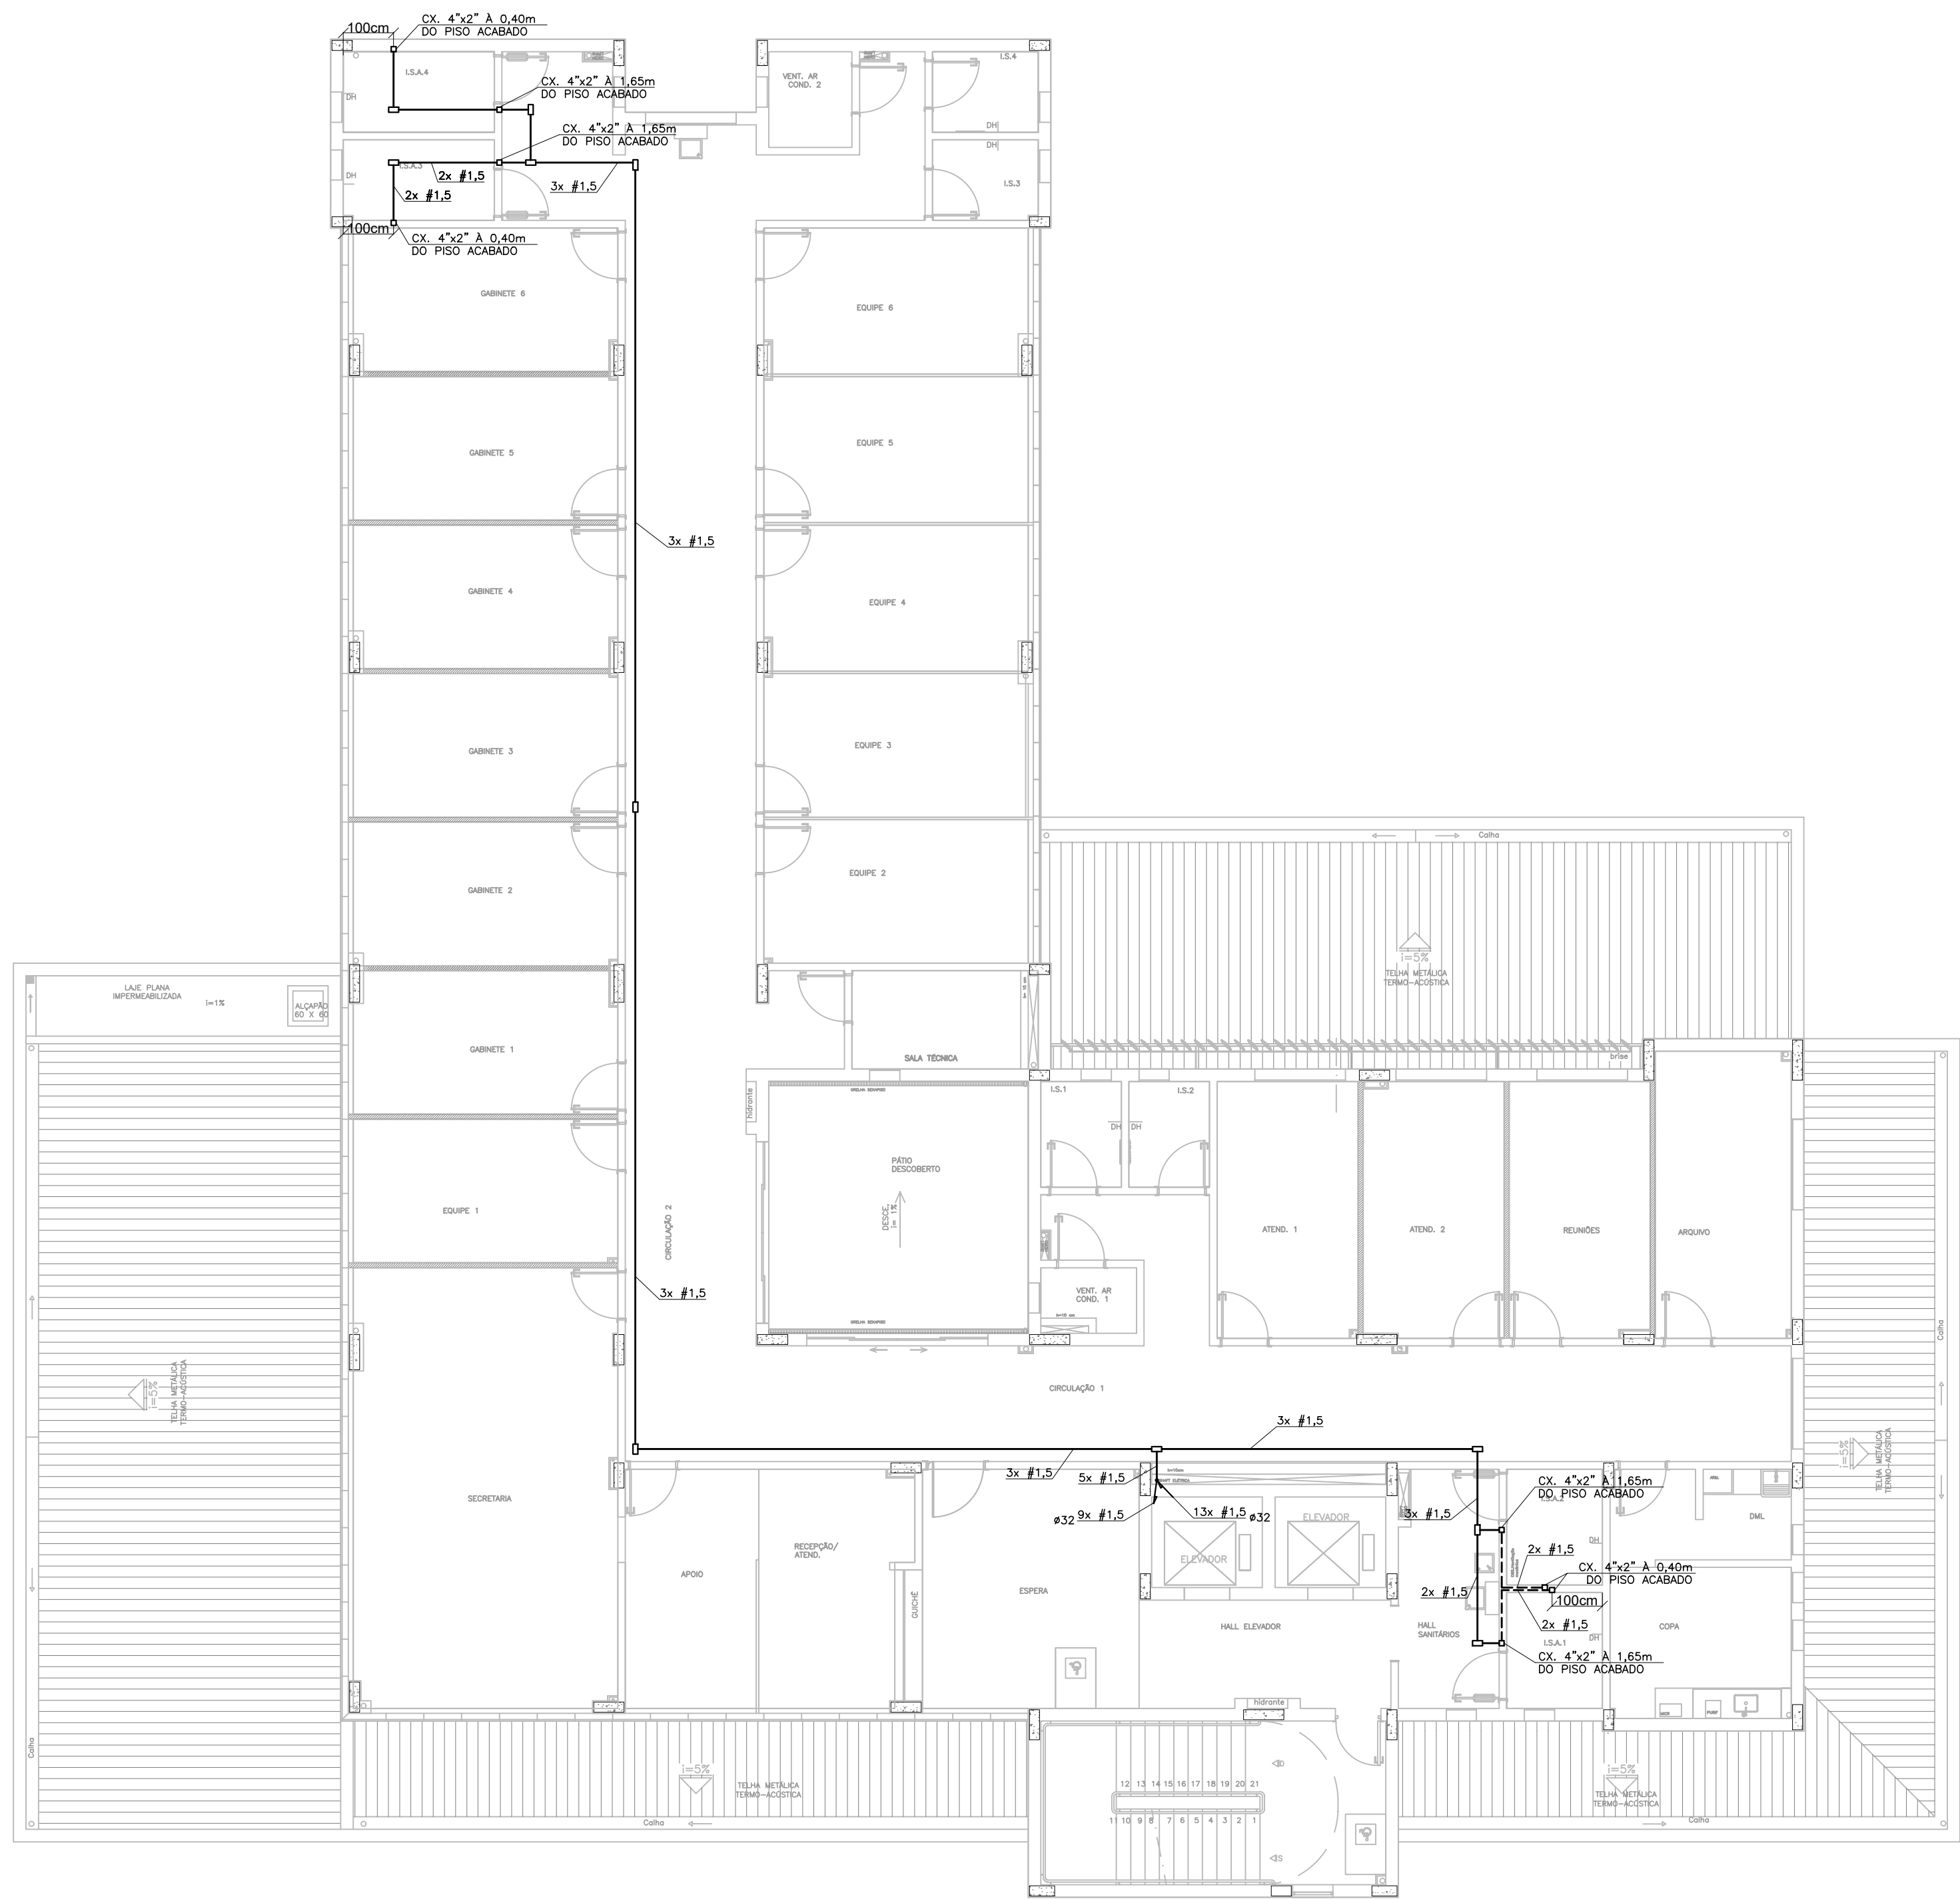 CX. 4"x2" À 0,40m
DO PISO ACABADO
100cm
I.S.A.4
DH
CX. 4"x2" À 1,65m
DO PISO ACABADO
CX. 4"x2" À 1,65m
DO PISO ACABADO
VENT. AR
COND. 2
I.S.4
DH
DH
I.S.3
I.S.A.3
DH
2x #1,5
2x #1,5
3x #1,5
100cm
CX. 4"x2" À 0,40m
DO PISO ACABADO
GABINETE 6
EQUIPE 6
GABINETE 5
EQUIPE 5
3x #1,5
GABINETE 4
EQUIPE 4
GABINETE 3
EQUIPE 3
GABINETE 2
EQUIPE 2
Calha
i=5%
TELHA METÁLICA
TERMO-ACÚSTICA
LAJE PLANA
IMPERMEABILIZADA
i=1%
ALÇAPÃO
60 X 60
GABINETE 1
SALA TÉCNICA
brise
hidrante
I.S.1
I.S.2
DH
DH
PÁTIO
DESCOBERTO
DESCE
i= 1%
EQUIPE 1
CIRCULAÇÃO 2
ATEND. 1
ATEND. 2
REUNIÕES
ARQUIVO
VENT. AR
COND. 1
3x #1,5
Calha
i=5%
TELHA METÁLICA
TERMO-ACÚSTICA
CIRCULAÇÃO 1
3x #1,5
3x #1,5
5x #1,5
i=5%
TELHA METÁLICA
TERMO-ACÚSTICA
SECRETARIA
ø32
9x #1,5
13x #1,5
ø32
3x #1,5
CX. 4"x2" À 1,65m
DO PISO ACABADO
I.S.A.2
DML
ELEVADOR
ELEVADOR
RECEPÇÃO/
ATEND.
APOIO
GUICHÊ
ESPERA
DH
2x #1,5
CX. 4"x2" À 0,40m
DO PISO ACABADO
2x #1,5
100cm
2x #1,5
HALL ELEVADOR
HALL
SANITÁRIOS
COPA
DH
I.S.A.1
CX. 4"x2" À 1,65m
DO PISO ACABADO
hidrante
PURIF
Calha
i=5%
TELHA METÁLICA
TERMO-ACÚSTICA
Calha
12 13 14 15 16 17 18 19 20 21
11 10 9 8 7 6 5 4 3 2 1
D
S
i=5%
TELHA METÁLICA
TERMO-ACÚSTICA
Calha